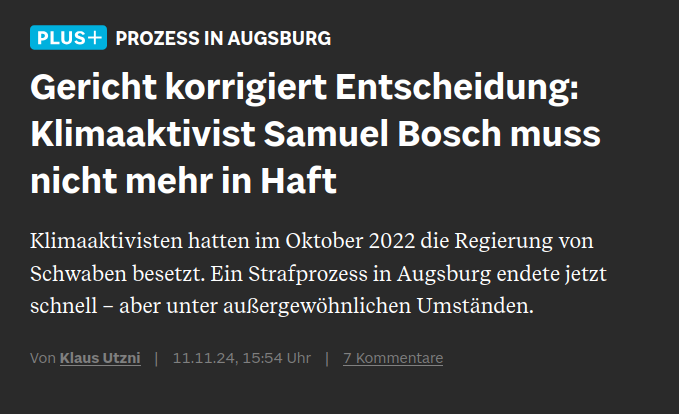 PLUS+ PROZESS IN AUGSBURG
Gericht korrigiert Entscheidung:
Klimaaktivist Samuel Bosch muss
nicht mehr in Haft
Klimaaktivisten hatten im Oktober 2022 die Regierung von
Schwaben besetzt. Ein Strafprozess in Augsburg endete jetzt
schnell – aber unter außergewöhnlichen Umständen.
Von Klaus Utzni | 11.11.24, 15:54 Uhr | 7 Kommentare